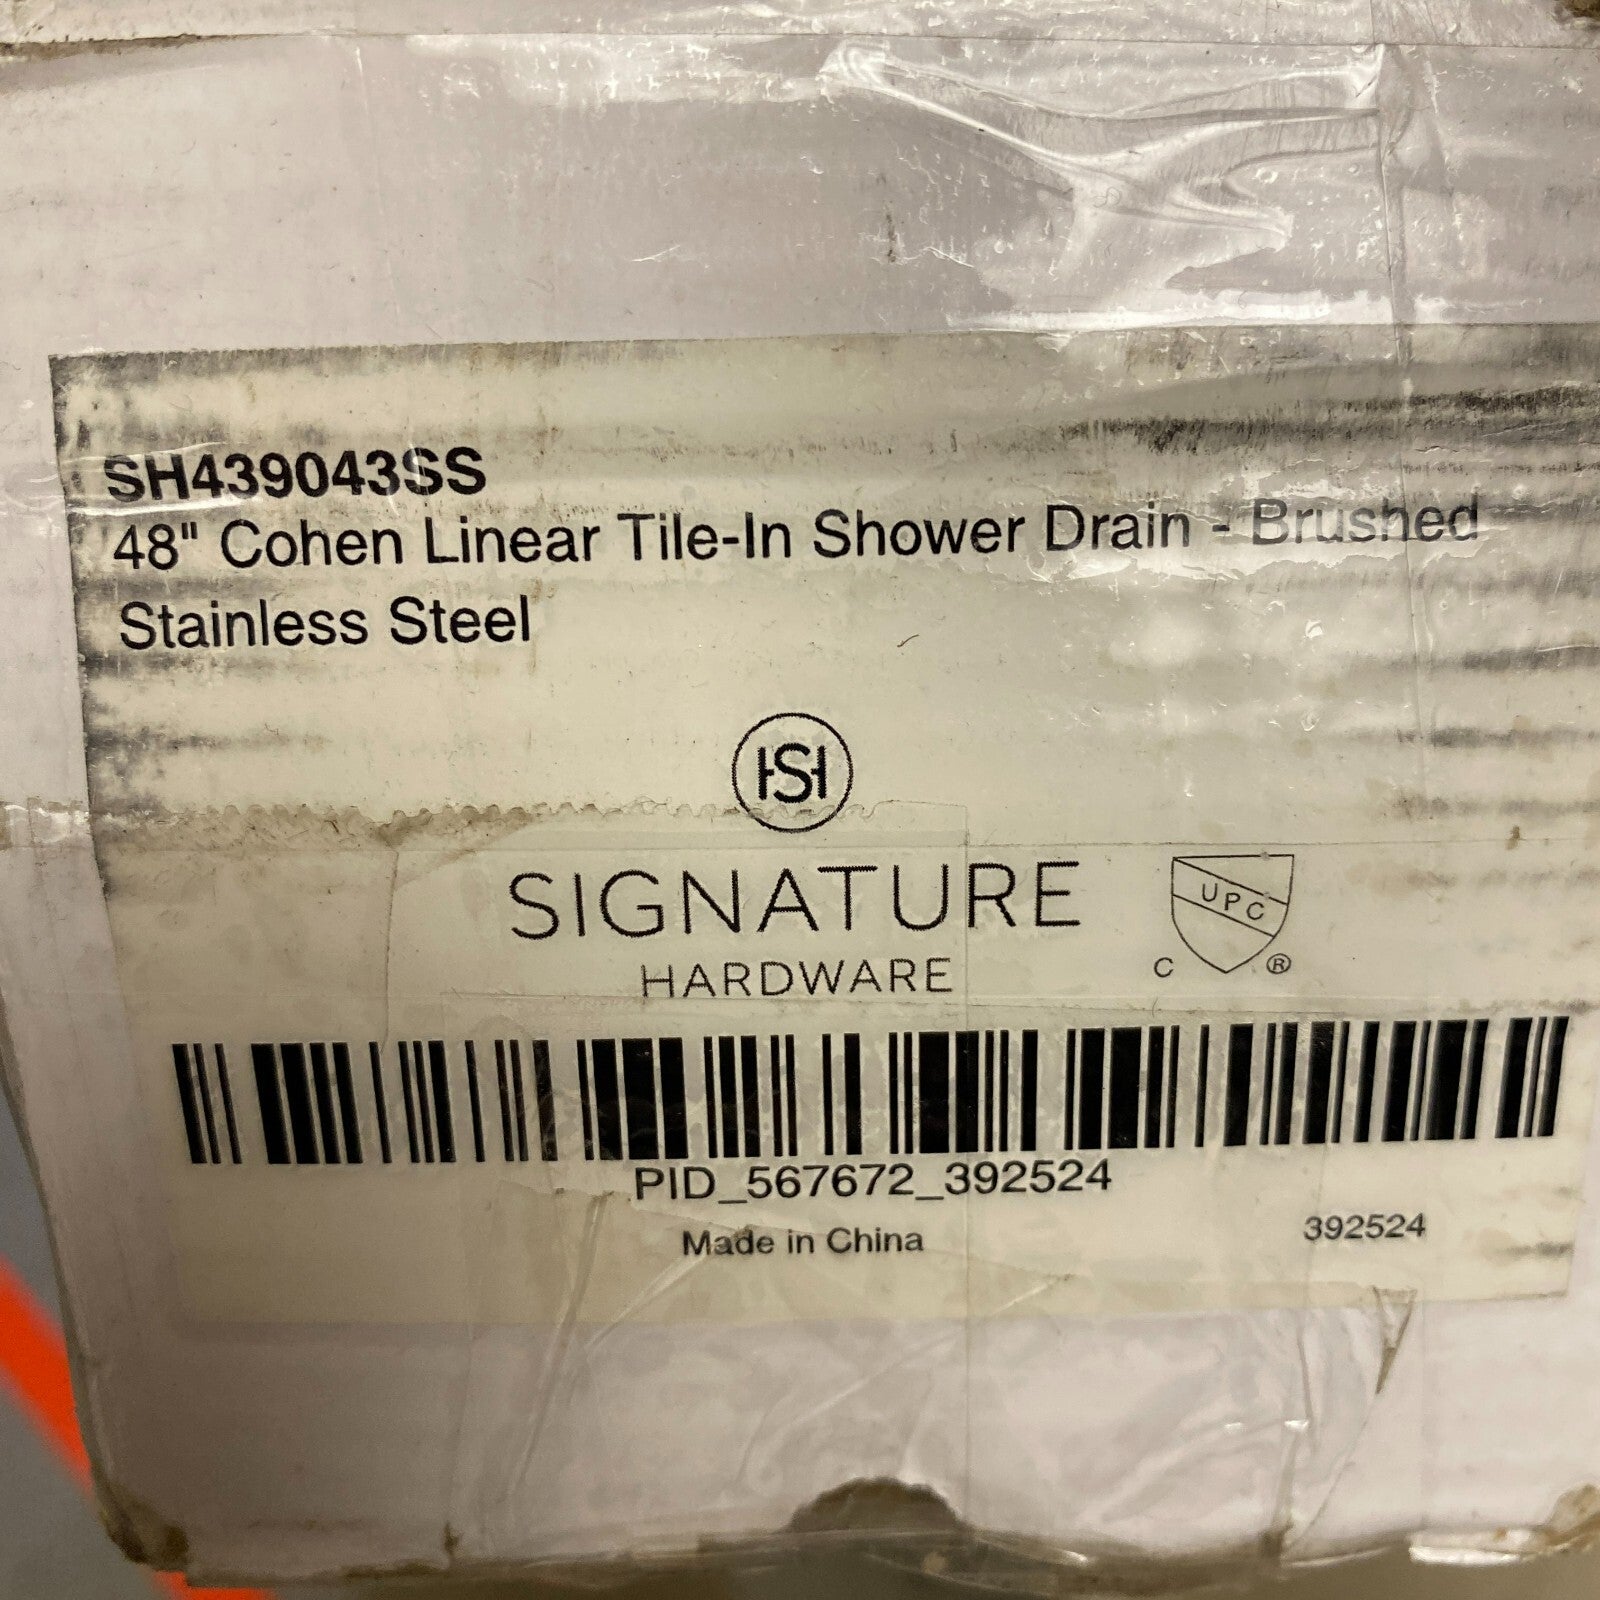 SH439043SS
48" Cohen Linear Tile-In Shower Drain - Brushed
Stainless Steel
HSH
SIGNATURE
HARDWARE
UPC
C ®
PID_567672_392524
Made in China
392524